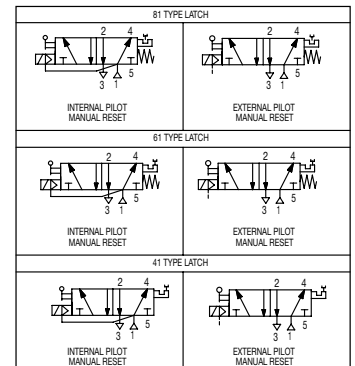 81 TYPE LATCH
2 4
3 1 5
INTERNAL PILOT
MANUAL RESET
2 4
3 1 5
EXTERNAL PILOT
MANUAL RESET
61 TYPE LATCH
2 4
3 1 5
INTERNAL PILOT
MANUAL RESET
2 4
3 1 5
EXTERNAL PILOT
MANUAL RESET
41 TYPE LATCH
2 4
3 1 5
INTERNAL PILOT
MANUAL RESET
2 4
3 1 5
EXTERNAL PILOT
MANUAL RESET